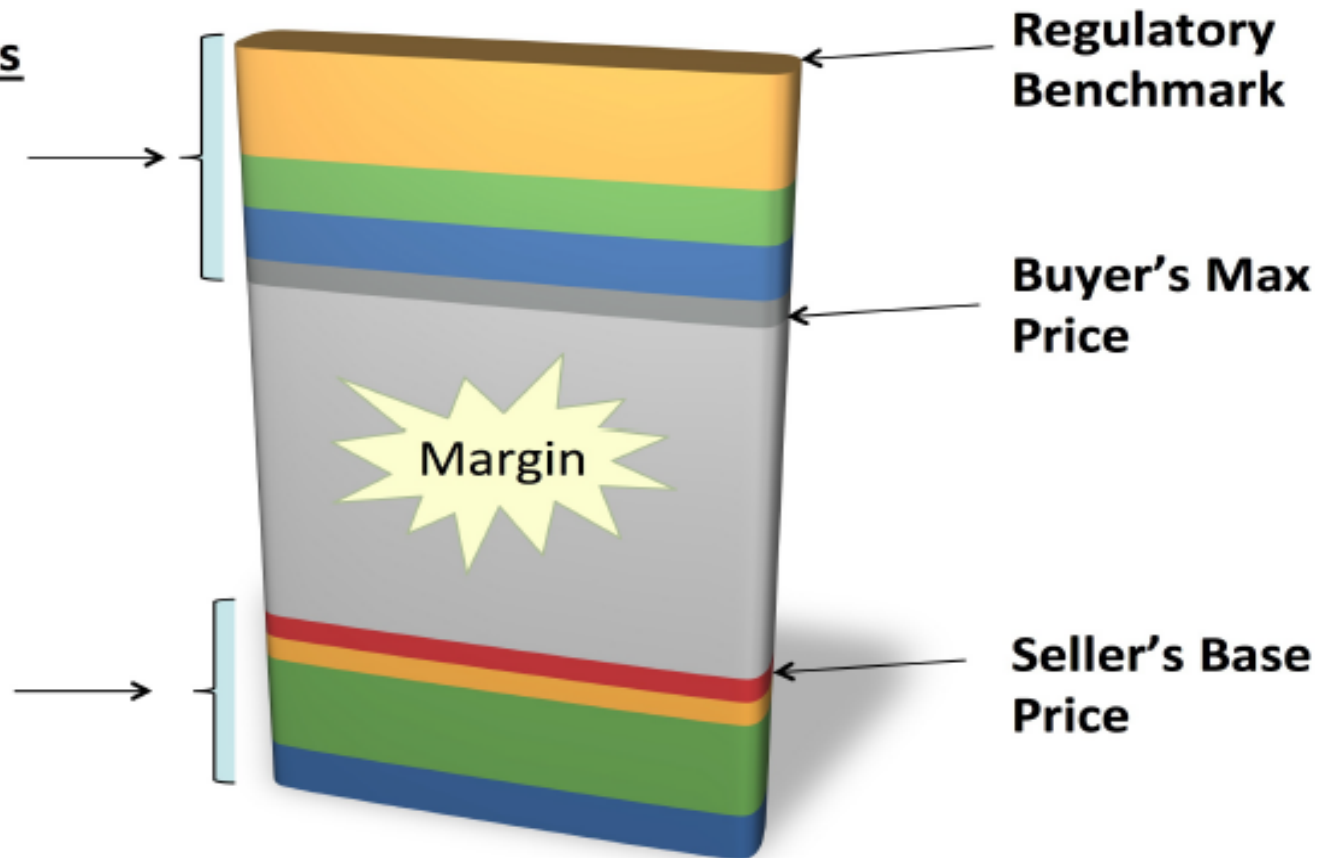 s
Regulatory
Benchmark
Buyer’s Max
Price
Margin
Seller’s Base
Price